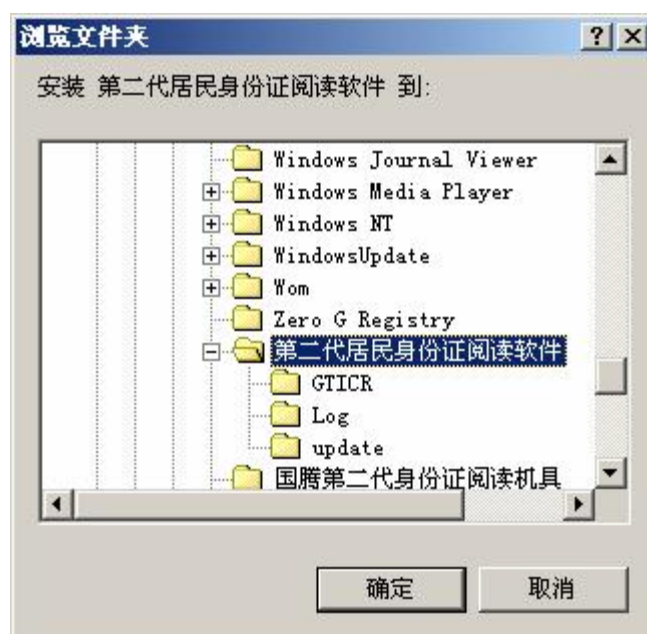 浏览文件夹
安装 第二代居民身份证阅读软件 到:
Windows Journal Viewer
Windows Media Player
Windows NT
WindowsUpdate
Wom
Zero G Registry
第二代居民身份证阅读软件
GTICR
Log
update
国腾第二代身份证阅读机具
确定 取消